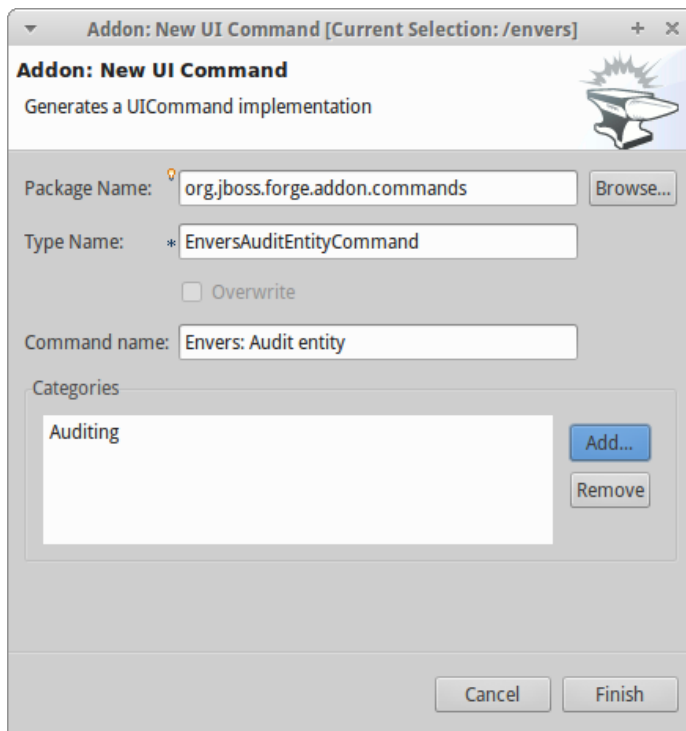 Addon: New UI Command [Current Selection: /envers]
Addon: New UI Command
Generates a UICommand implementation
Package Name: org.jboss.forge.addon.commands Browse...
Type Name: * EnversAuditEntityCommand
Overwrite
Command name: Envers: Audit entity
Categories
Auditing
Add...
Remove
Cancel Finish